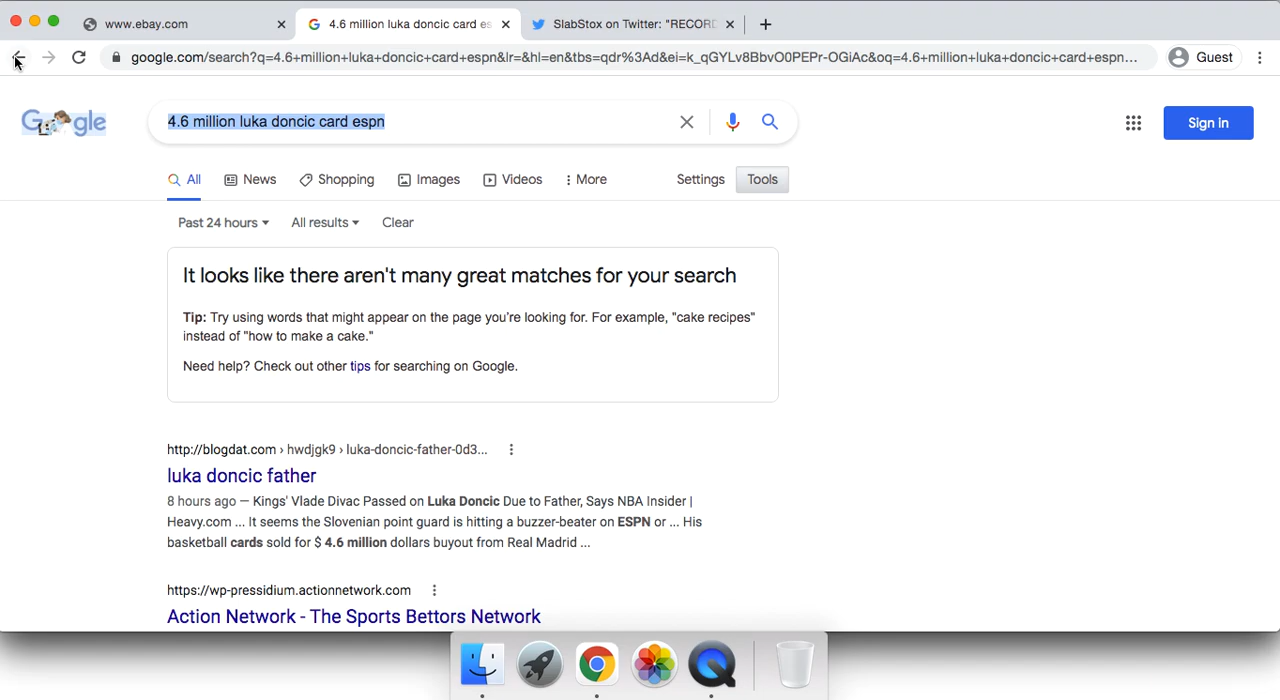 www.ebay.com
4.6 million luka doncic card es
SlabStox on Twitter: "RECORD
google.com/search?q=4.6+million+luka+doncic+card+espn&lr=&hl=en&tbs=qdr%3Ad&ei=k_qGYLv8BbvO0PEPr-OGiAc&oq=4.6+million+luka+doncic+card+espn...
Guest
Google
4.6 million luka doncic card espn
Sign in
All
News
Shopping
Images
Videos
More
Settings
Tools
Past 24 hours
All results
Clear
It looks like there aren't many great matches for your search
Tip: Try using words that might appear on the page you're looking for. For example, "cake recipes"
instead of "how to make a cake."
Need help? Check out other tips for searching on Google.
http://blogdat.com › hwdjgk9 › luka-doncic-father-0d3...
luka doncic father
8 hours ago — Kings' Vlade Divac Passed on Luka Doncic Due to Father, Says NBA Insider |
Heavy.com ... It seems the Slovenian point guard is hitting a buzzer-beater on ESPN or ... His
basketball cards sold for $ 4.6 million dollars buyout from Real Madrid ...
https://wp-pressidium.actionnetwork.com
Action Network - The Sports Bettors Network